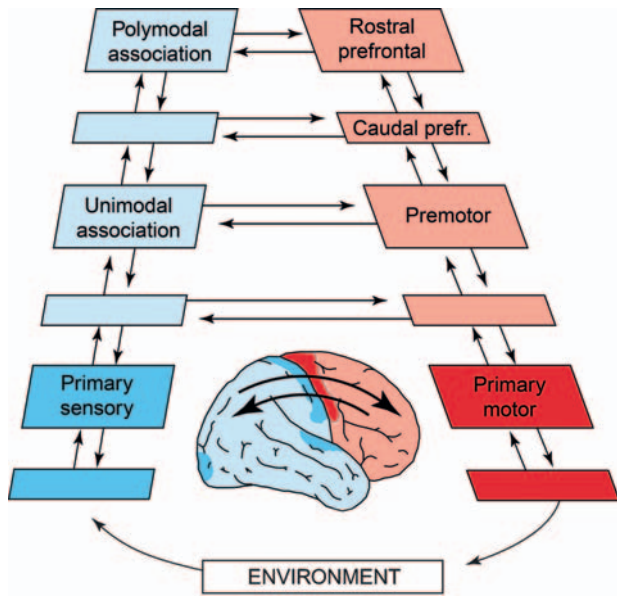 Polymodal
association
Rostral
prefrontal
Caudal prefr.
Unimodal
association
Premotor
Primary
sensory
Primary
motor
ENVIRONMENT